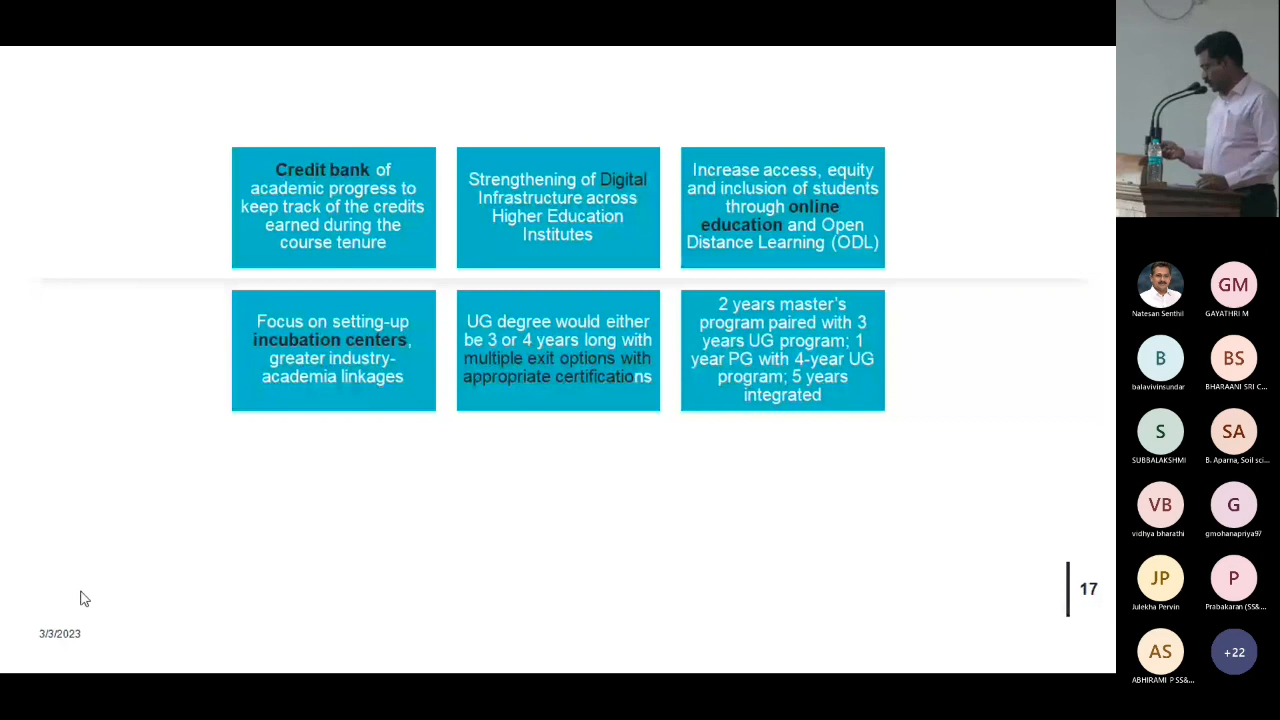 Credit bank of
academic progress to
keep track of the credits
earned during the
course tenure
Strengthening of Digital
Infrastructure across
Higher Education
Institutes
Increase access, equity
and inclusion of students
through online
education and Open
Distance Learning (ODL)
Focus on setting-up
incubation centers,
greater industry-
academia linkages
UG degree would either
be 3 or 4 years long with
multiple exit options with
appropriate certifications
2 years master's
program paired with 3
years UG program; 1
year PG with 4-year UG
program; 5 years
integrated
17
3/3/2023
Natesan Senthil
GM
GAYATHRI M
B
balavivinsundar
BS
BHARAANI SRI C...
S
SUBBALAKSHMI
SA
B. Aparna, Soil sci...
VB
vidhya bharathi
G
gmohanapriya97
JP
Julekha Pervin
P
Prabakaran (SS&...
AS
ABHIRAMI P SS&...
+22